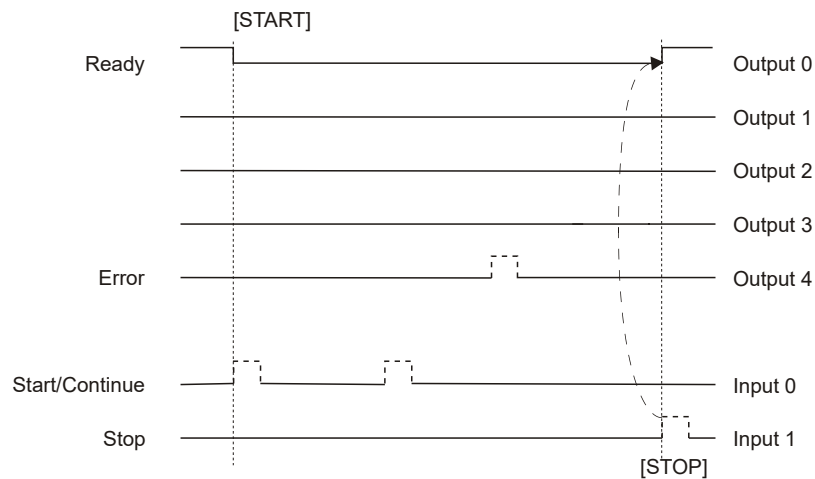 [START]
Ready Output 0
Output 1
Output 2
Output 3
Error Output 4
Start/Continue Input 0
Stop Input 1
[STOP]